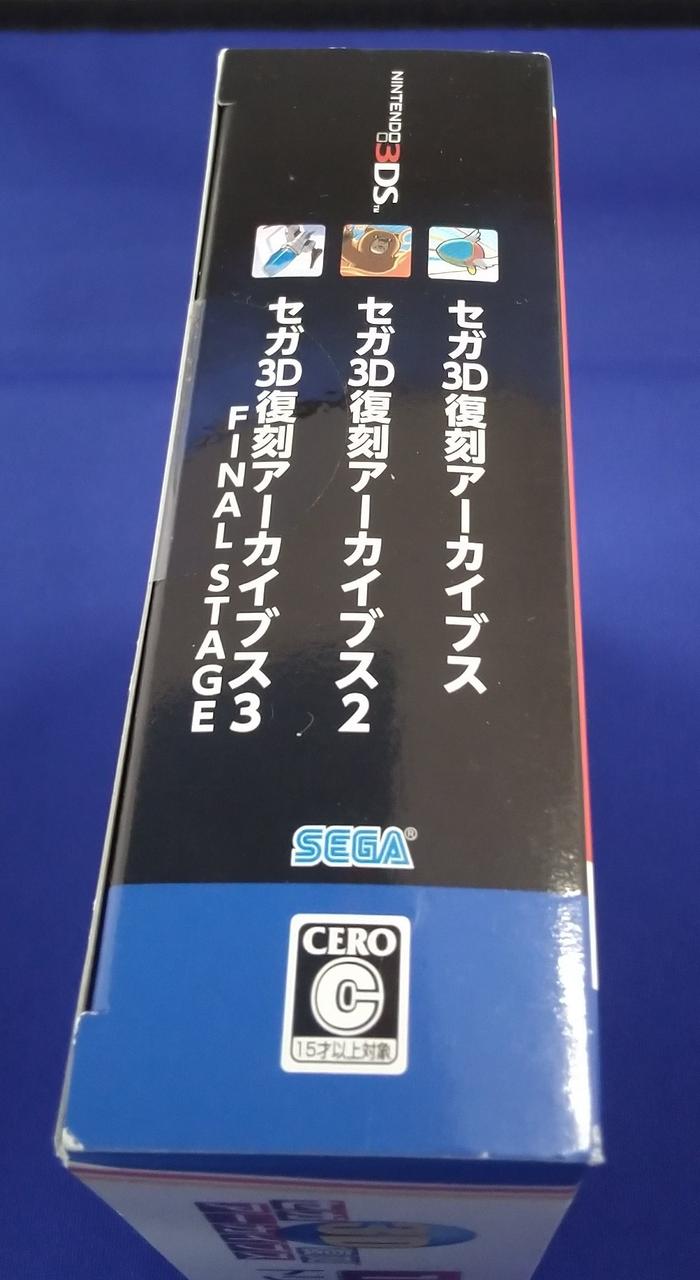 NINTENDO3DS™
セガ3D復刻アーカイブス
セガ3D復刻アーカイブス2
セガ3D復刻アーカイブス3
FINAL STAGE
SEGA®
CERO
C
15才以上対象
3D